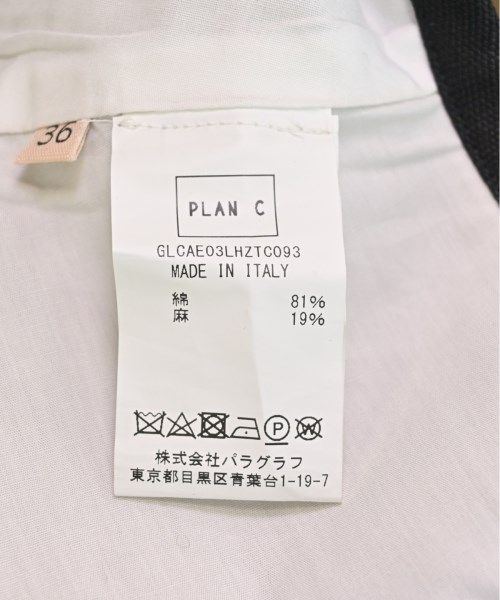 36
PLAN C
GLCAE03LHZTC093
MADE IN ITALY
綿 81%
麻 19%
P W
株式会社パラグラフ
東京都目黒区青葉台1-19-7